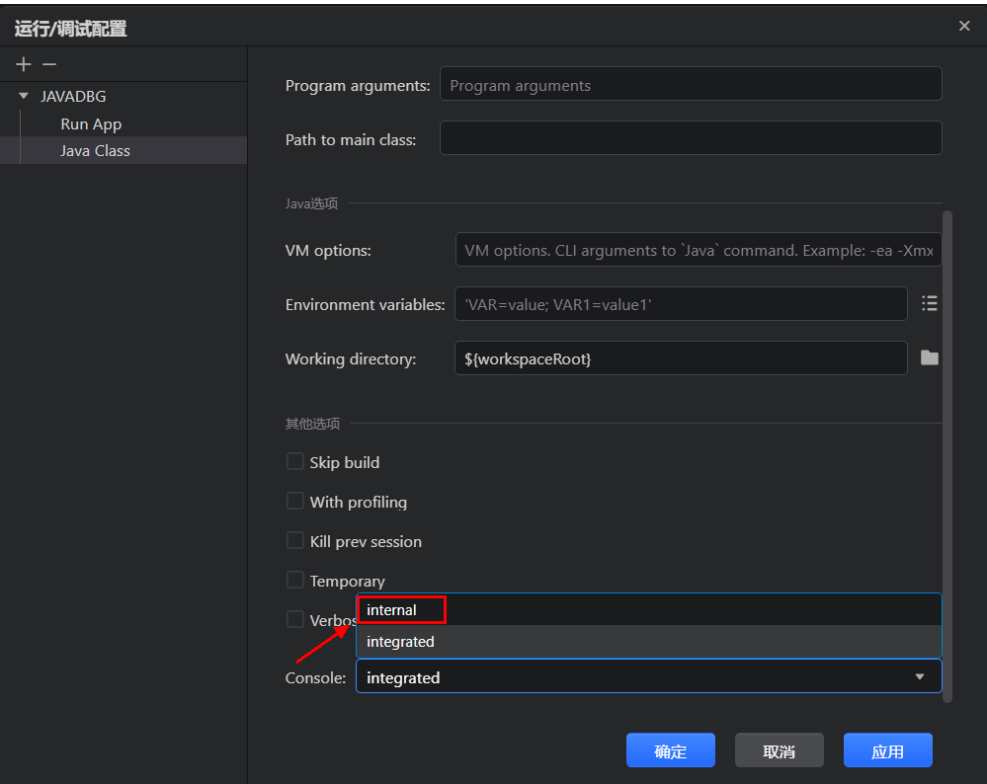 运行/调试配置
JAVADBG
Run App
Java Class
Program arguments: Program arguments
Path to main class:
Java选项
VM options: VM options. CLI arguments to `Java` command. Example: -ea -Xmx
Environment variables: 'VAR=value; VAR1=value1'
Working directory: ${workspaceRoot}
其他选项
Skip build
With profiling
Kill prev session
Temporary
Verbos
internal
integrated
Console: integrated
确定 取消 应用